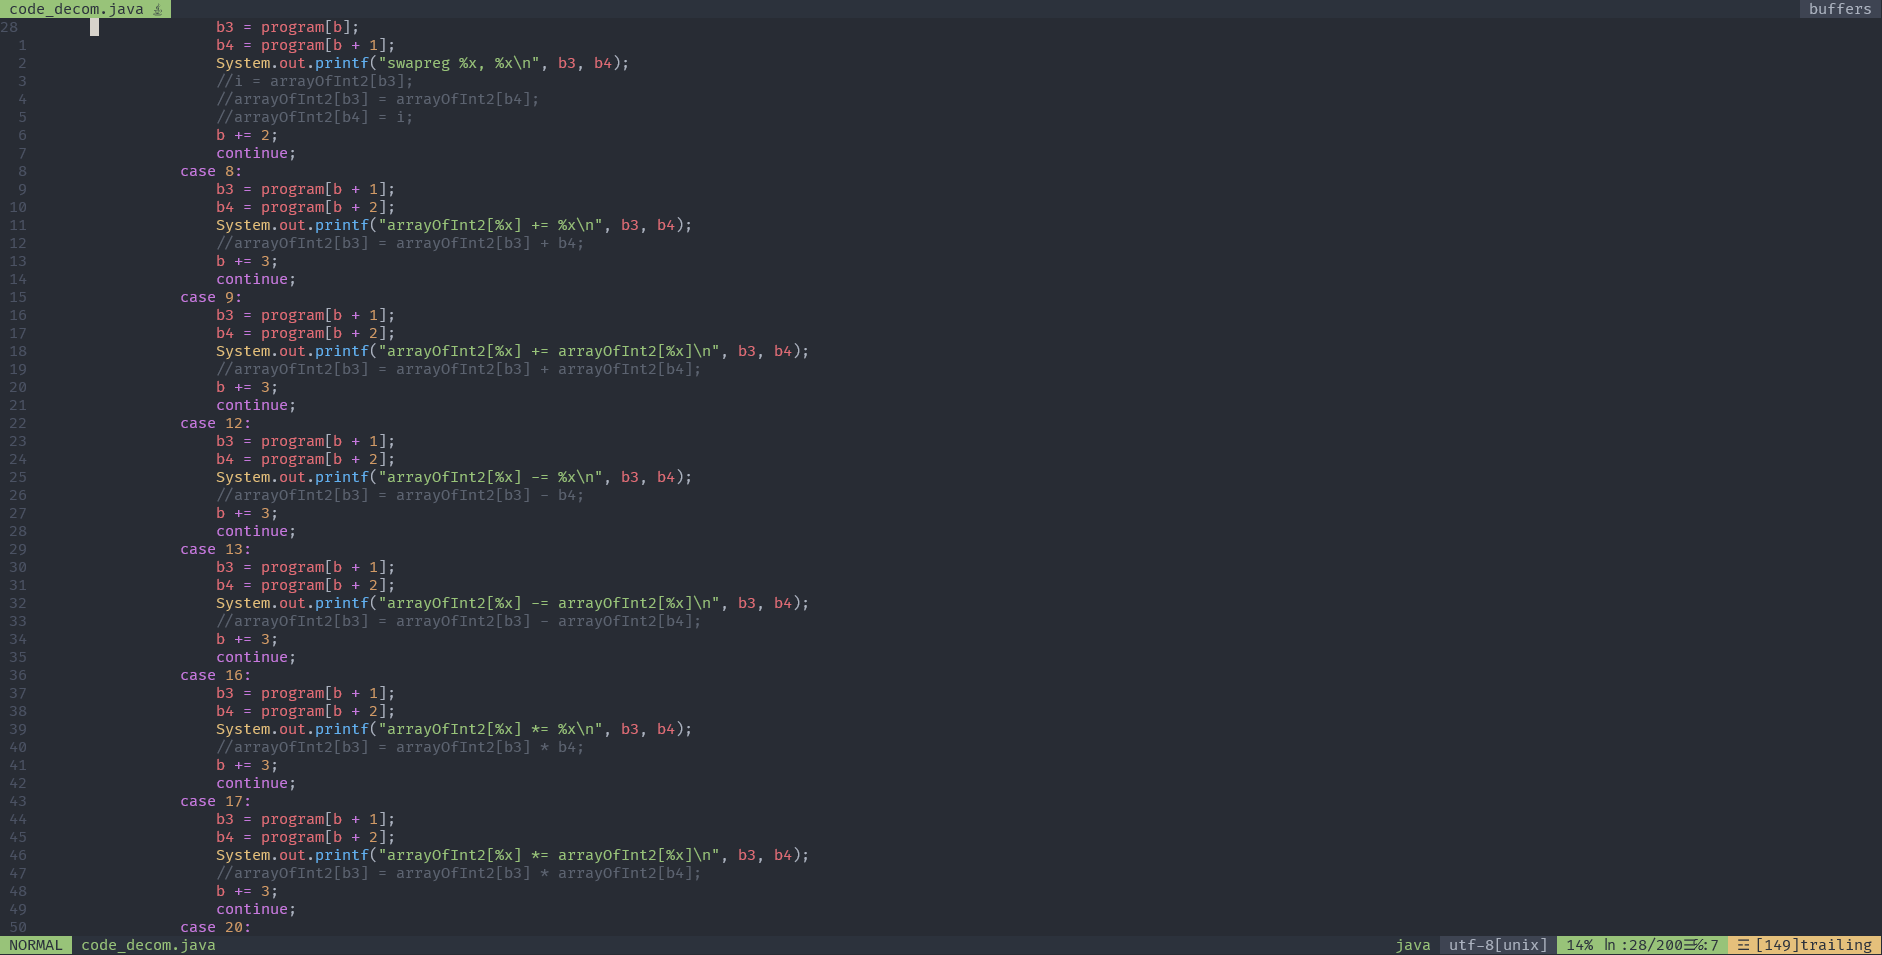 code_decom.java buffers
28 b3 = program[b];
1 b4 = program[b + 1];
2 System.out.printf("swapreg %x, %x\n", b3, b4);
3 //i = arrayOfInt2[b3];
4 //arrayOfInt2[b3] = arrayOfInt2[b4];
5 //arrayOfInt2[b4] = i;
6 b += 2;
7 continue;
8 case 8:
9 b3 = program[b + 1];
10 b4 = program[b + 2];
11 System.out.printf("arrayOfInt2[%x] += %x\n", b3, b4);
12 //arrayOfInt2[b3] = arrayOfInt2[b3] + b4;
13 b += 3;
14 continue;
15 case 9:
16 b3 = program[b + 1];
17 b4 = program[b + 2];
18 System.out.printf("arrayOfInt2[%x] += arrayOfInt2[%x]\n", b3, b4);
19 //arrayOfInt2[b3] = arrayOfInt2[b3] + arrayOfInt2[b4];
20 b += 3;
21 continue;
22 case 12:
23 b3 = program[b + 1];
24 b4 = program[b + 2];
25 System.out.printf("arrayOfInt2[%x] -= %x\n", b3, b4);
26 //arrayOfInt2[b3] = arrayOfInt2[b3] - b4;
27 b += 3;
28 continue;
29 case 13:
30 b3 = program[b + 1];
31 b4 = program[b + 2];
32 System.out.printf("arrayOfInt2[%x] -= arrayOfInt2[%x]\n", b3, b4);
33 //arrayOfInt2[b3] = arrayOfInt2[b3] - arrayOfInt2[b4];
34 b += 3;
35 continue;
36 case 16:
37 b3 = program[b + 1];
38 b4 = program[b + 2];
39 System.out.printf("arrayOfInt2[%x] *= %x\n", b3, b4);
40 //arrayOfInt2[b3] = arrayOfInt2[b3] * b4;
41 b += 3;
42 continue;
43 case 17:
44 b3 = program[b + 1];
45 b4 = program[b + 2];
46 System.out.printf("arrayOfInt2[%x] *= arrayOfInt2[%x]\n", b3, b4);
47 //arrayOfInt2[b3] = arrayOfInt2[b3] * arrayOfInt2[b4];
48 b += 3;
49 continue;
50 case 20:
NORMAL code_decom.java java utf-8[unix] 14% ln :28/200☰℅:7 ☲ [149]trailing